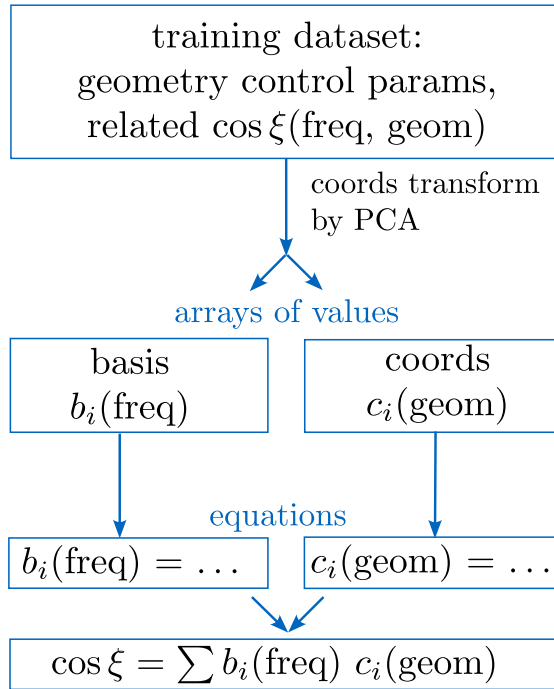 training dataset:
geometry control params,
related cos ξ(freq, geom)
coords transform
by PCA
arrays of values
basis
b_i(freq)
coords
c_i(geom)
equations
b_i(freq) = ...
c_i(geom) = ...
cos ξ = ∑ b_i(freq) c_i(geom)